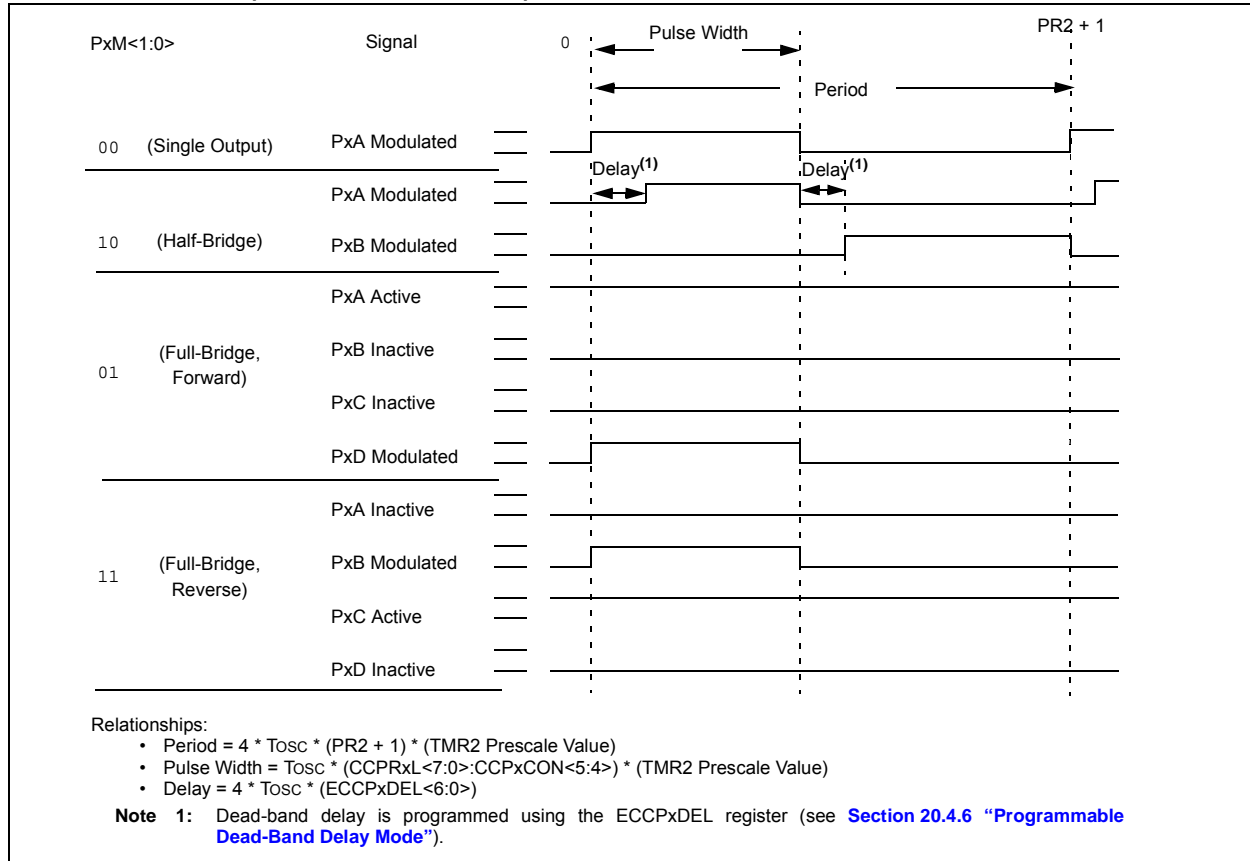 PxM<1:0> Signal 0 Pulse Width PR2 + 1
Period
00 (Single Output) PxA Modulated
Delay(1) Delay(1)
PxA Modulated
10 (Half-Bridge) PxB Modulated
PxA Active
01 (Full-Bridge, Forward) PxB Inactive
PxC Inactive
PxD Modulated
PxA Inactive
11 (Full-Bridge, Reverse) PxB Modulated
PxC Active
PxD Inactive
Relationships:
• Period = 4 * TOSC * (PR2 + 1) * (TMR2 Prescale Value)
• Pulse Width = TOSC * (CCPRxL<7:0>:CCPxCON<5:4>) * (TMR2 Prescale Value)
• Delay = 4 * TOSC * (ECCPxDEL<6:0>)
Note 1: Dead-band delay is programmed using the ECCPxDEL register (see Section 20.4.6 “Programmable
Dead-Band Delay Mode”).